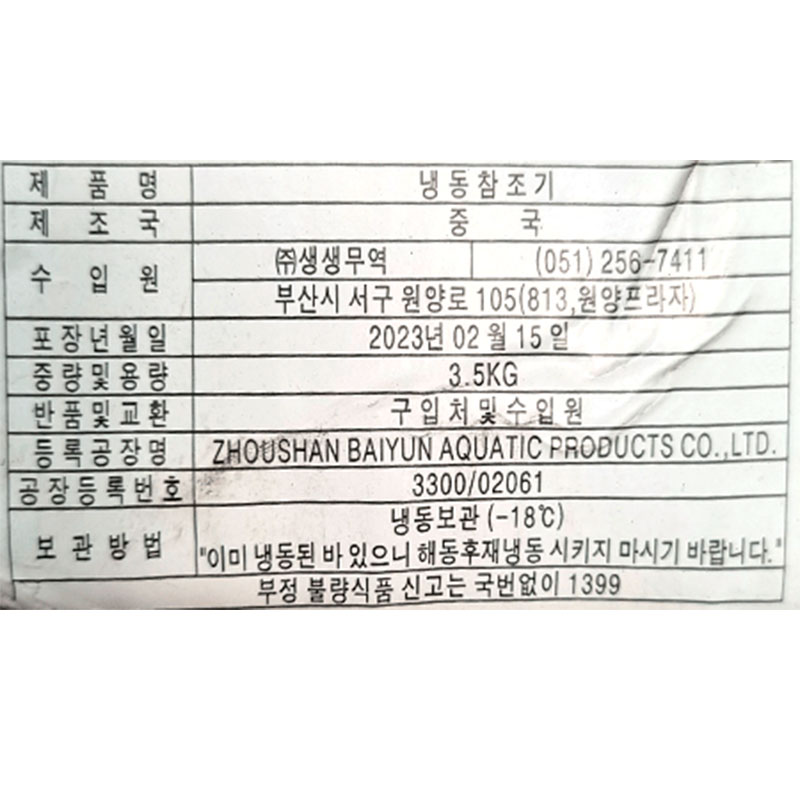 제 품 명 냉동참조기
제 조 국 중 국
수 입 원 ㈜생생무역 (051) 256-7411
부산시 서구 원양로 105(813,원양프라자)
포장년월일 2023년 02 월 15 일
중량및용량 3.5KG
반품및교환 구입처및수입원
등록공장명 ZHOUSHAN BAIYUN AQUATIC PRODUCTS CO.,LTD.
공장등록번호 3300/02061
보 관 방 법 냉동보관 (-18℃)
"이미 냉동된 바 있으니 해동후재냉동 시키지 마시기 바랍니다."
부정 불량식품 신고는 국번없이 1399